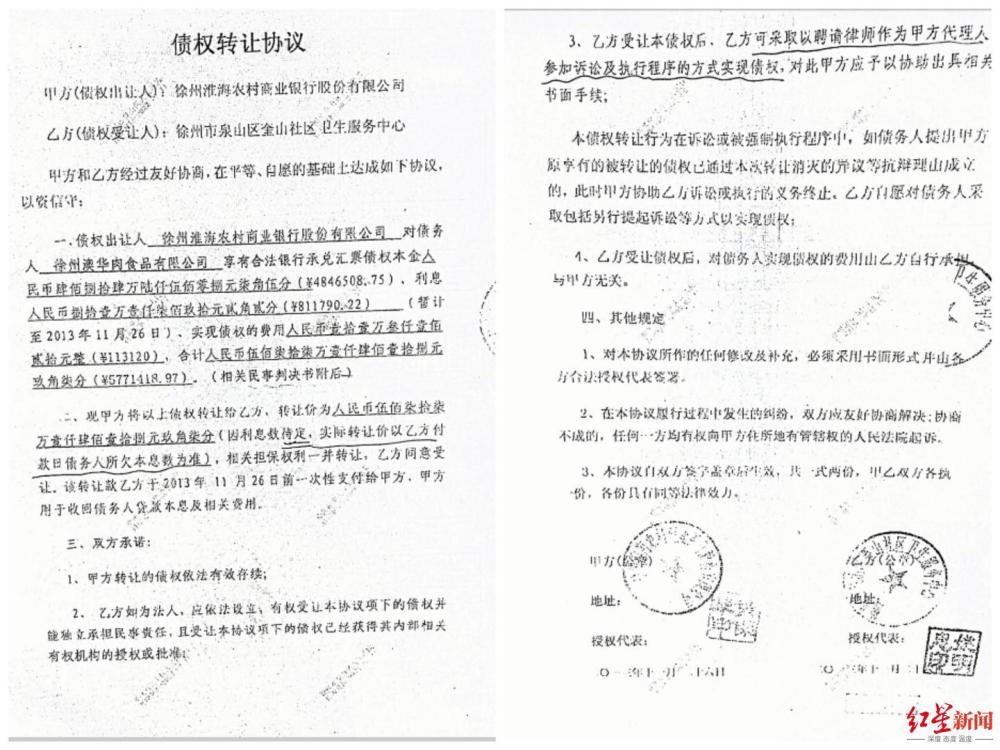 债权转让协议
甲方(债权出让人)：徐州淮海农村商业银行股份有限公司
乙方(债权受让人)：徐州市泉山区金山社区卫生服务中心
甲方和乙方经过友好协商,在平等、自愿的基础上达成如下协议,
以资信守：
一、债权出让人 徐州淮海农村商业银行股份有限公司 对债务
人 徐州澳华肉食品有限公司 享有合法银行承兑汇票债权本金人
民币肆佰捌拾肆万陆仟伍佰零捌元柒角伍分(¥4846508.75)、利息
人民币捌拾壹万壹仟柒佰玖拾元贰角贰分(¥811790.22)(暂计
至2013年11月26日)、实现债权的费用人民币壹拾壹万叁仟壹佰
贰拾元整(¥113120),合计人民币伍佰柒拾柒万壹仟肆佰壹拾捌元
玖角柒分(¥5771418.97)。(相关民事判决书附后)
二、现甲方将以上债权转让给乙方,转让价为人民币伍佰柒拾柒
万壹仟肆佰壹拾捌元玖角柒分(因利息数待定,实际转让价以乙方付
款日债务人所欠本息数为准),相关担保权利一并转让,乙方同意受
让。该转让款乙方于2013年11月26日前一次性支付给甲方,甲方
用于收回债务人贷款本息及相关费用。
三、双方承诺：
1、甲方转让的债权依法有效存续；
2、乙方如为法人,应依法设立、有权受让本协议项下的债权并
能独立承担民事责任,且受让本协议项下的债权已经获得其内部相关
有权机构的授权或批准；
3、乙方受让本债权后,乙方可采取以聘请律师作为甲方代理人
参加诉讼及执行程序的方式实现债权,对此甲方应予以协助出具相关
书面手续；
本债权转让行为在诉讼或被强制执行程序中,如债务人提出甲方
原享有的被转让的债权已通过本次转让消灭的异议等抗辩理由成立
的,此时甲方协助乙方诉讼或执行的义务终止。乙方自愿对债务人采
取包括另行提起诉讼等方式以实现债权；
4、乙方受让债权后,对债务人实现债权的费用由乙方自行承担
与甲方无关。
四、其他规定
1、对本协议所作的任何修改及补充,必须采用书面形式并由各
方合法授权代表签署。
2、在本协议履行过程中发生的纠纷,双方应友好协商解决;协商
不成的,任何一方均有权向甲方住所地有管辖权的人民法院起诉。
3、本协议自双方签字盖章后生效,共一式两份,甲乙双方各执
一份,各份具有同等法律效力。
甲方(公章) 乙方(公章)
地址： 地址：
授权代表： 授权代表：
二〇一三年十一月二十六日 二〇一三年十一月二十
红星新闻
深度 态度 温度